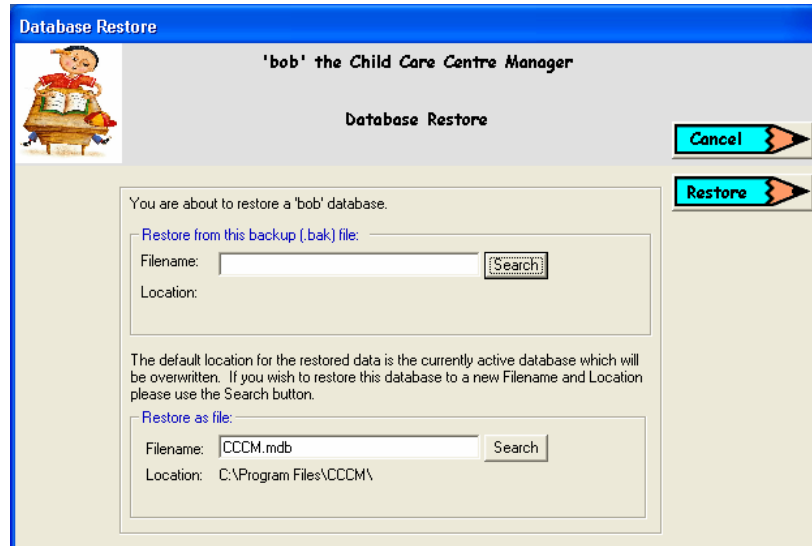 Database Restore
'bob' the Child Care Centre Manager
Database Restore
Cancel
Restore
You are about to restore a 'bob' database.
Restore from this backup (.bak) file:
Filename:
Search
Location:
The default location for the restored data is the currently active database which will
be overwritten. If you wish to restore this database to a new Filename and Location
please use the Search button.
Restore as file:
Filename: CCCM.mdb Search
Location: C:\Program Files\CCCM\